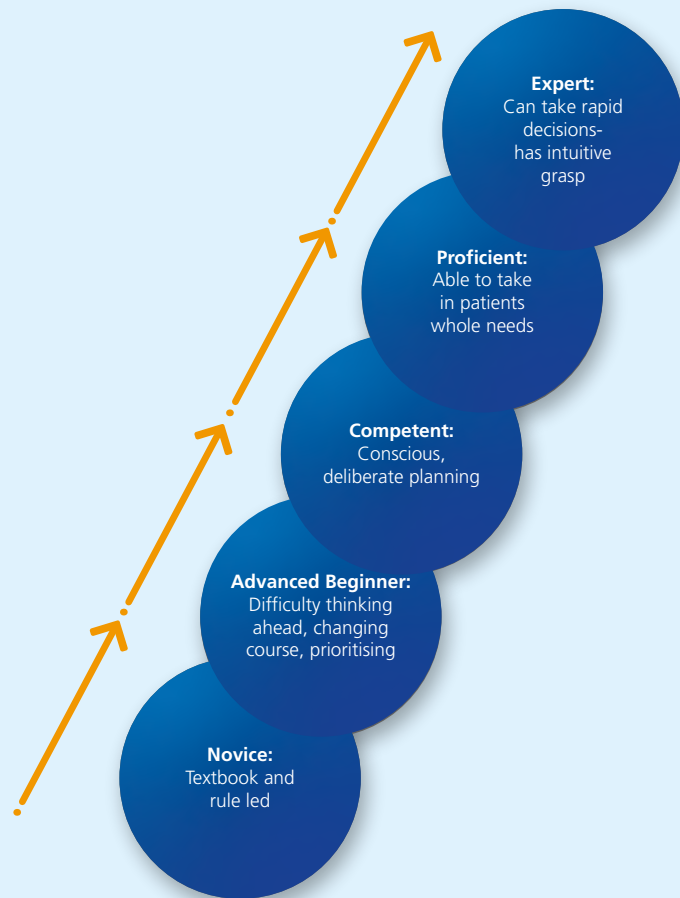 Expert:
Can take rapid
decisions-
has intuitive
grasp
Proficient:
Able to take
in patients
whole needs
Competent:
Conscious,
deliberate planning
Advanced Beginner:
Difficulty thinking
ahead, changing
course, prioritising
Novice:
Textbook and
rule led